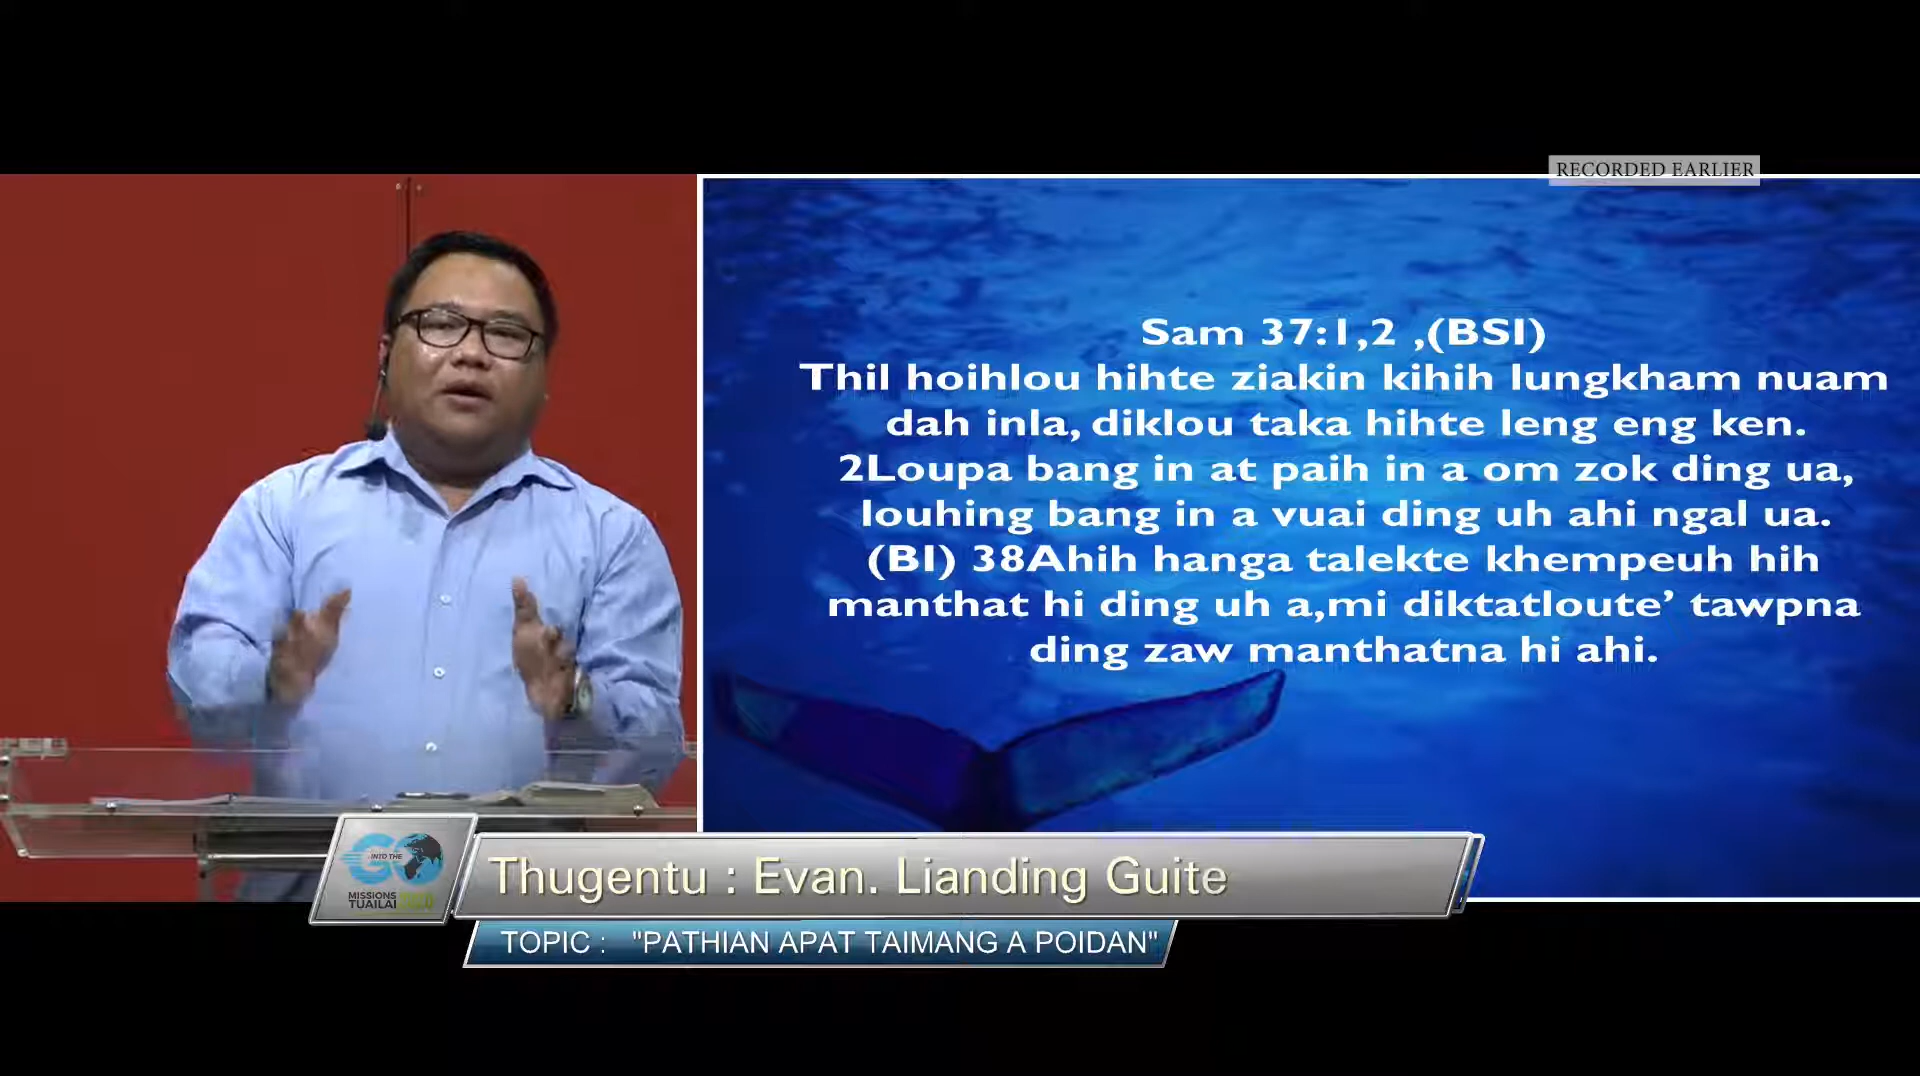 RECORDED EARLIER
Sam 37:1,2 ,(BSI)
Thil hoihlou hihte ziakin kihih lungkham nuam
dah inla, diklou taka hihte leng eng ken.
2Loupa bang in at paih in a om zok ding ua,
louhing bang in a vuai ding uh ahi ngal ua.
(BI) 38Ahih hanga talekte khempeuh hih
manthat hi ding uh a,mi diktatloute’ tawpna
ding zaw manthatna hi ahi.
GO
INTO THE
MISSIONS
TUAILAI
Thugentu : Evan. Lianding Guite
TOPIC : "PATHIAN APAT TAIMANG A POIDAN"